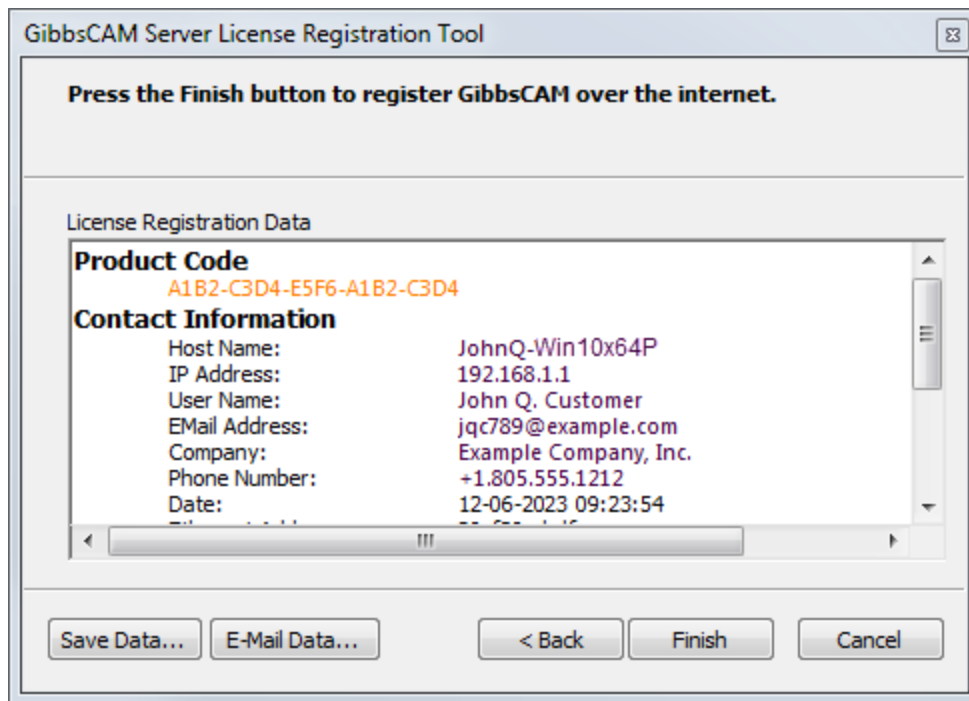 GibbsCAM Server License Registration Tool
Press the Finish button to register GibbsCAM over the internet.
License Registration Data
Product Code
A1B2-C3D4-E5F6-A1B2-C3D4
Contact Information
Host Name: JohnQ-Win10x64P
IP Address: 192.168.1.1
User Name: John Q. Customer
EMail Address: jqc789@example.com
Company: Example Company, Inc.
Phone Number: +1.805.555.1212
Date: 12-06-2023 09:23:54
Save Data... E-Mail Data... < Back Finish Cancel